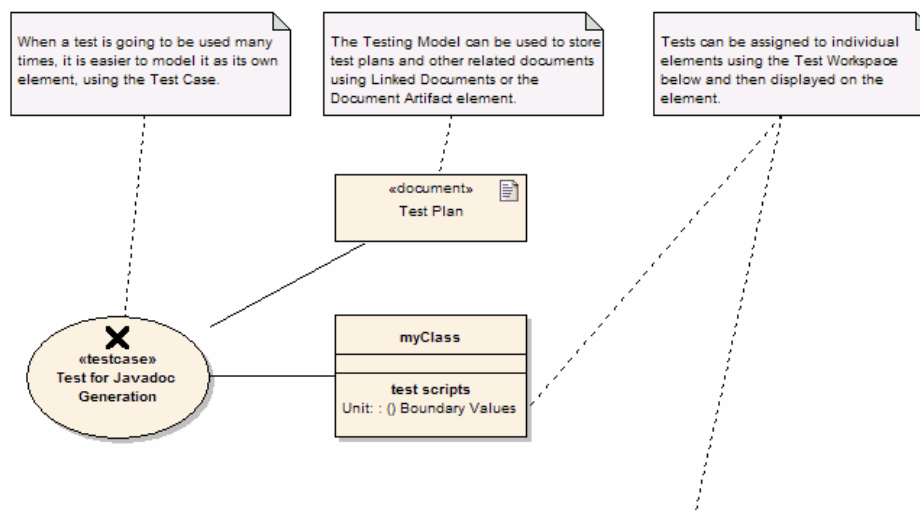 When a test is going to be used many
times, it is easier to model it as its own
element, using the Test Case.
The Testing Model can be used to store
test plans and other related documents
using Linked Documents or the
Document Artifact element.
Tests can be assigned to individual
elements using the Test Workspace
below and then displayed on the
element.
«document»
Test Plan
«testcase»
Test for Javadoc
Generation
myClass
test scripts
Unit: : () Boundary Values